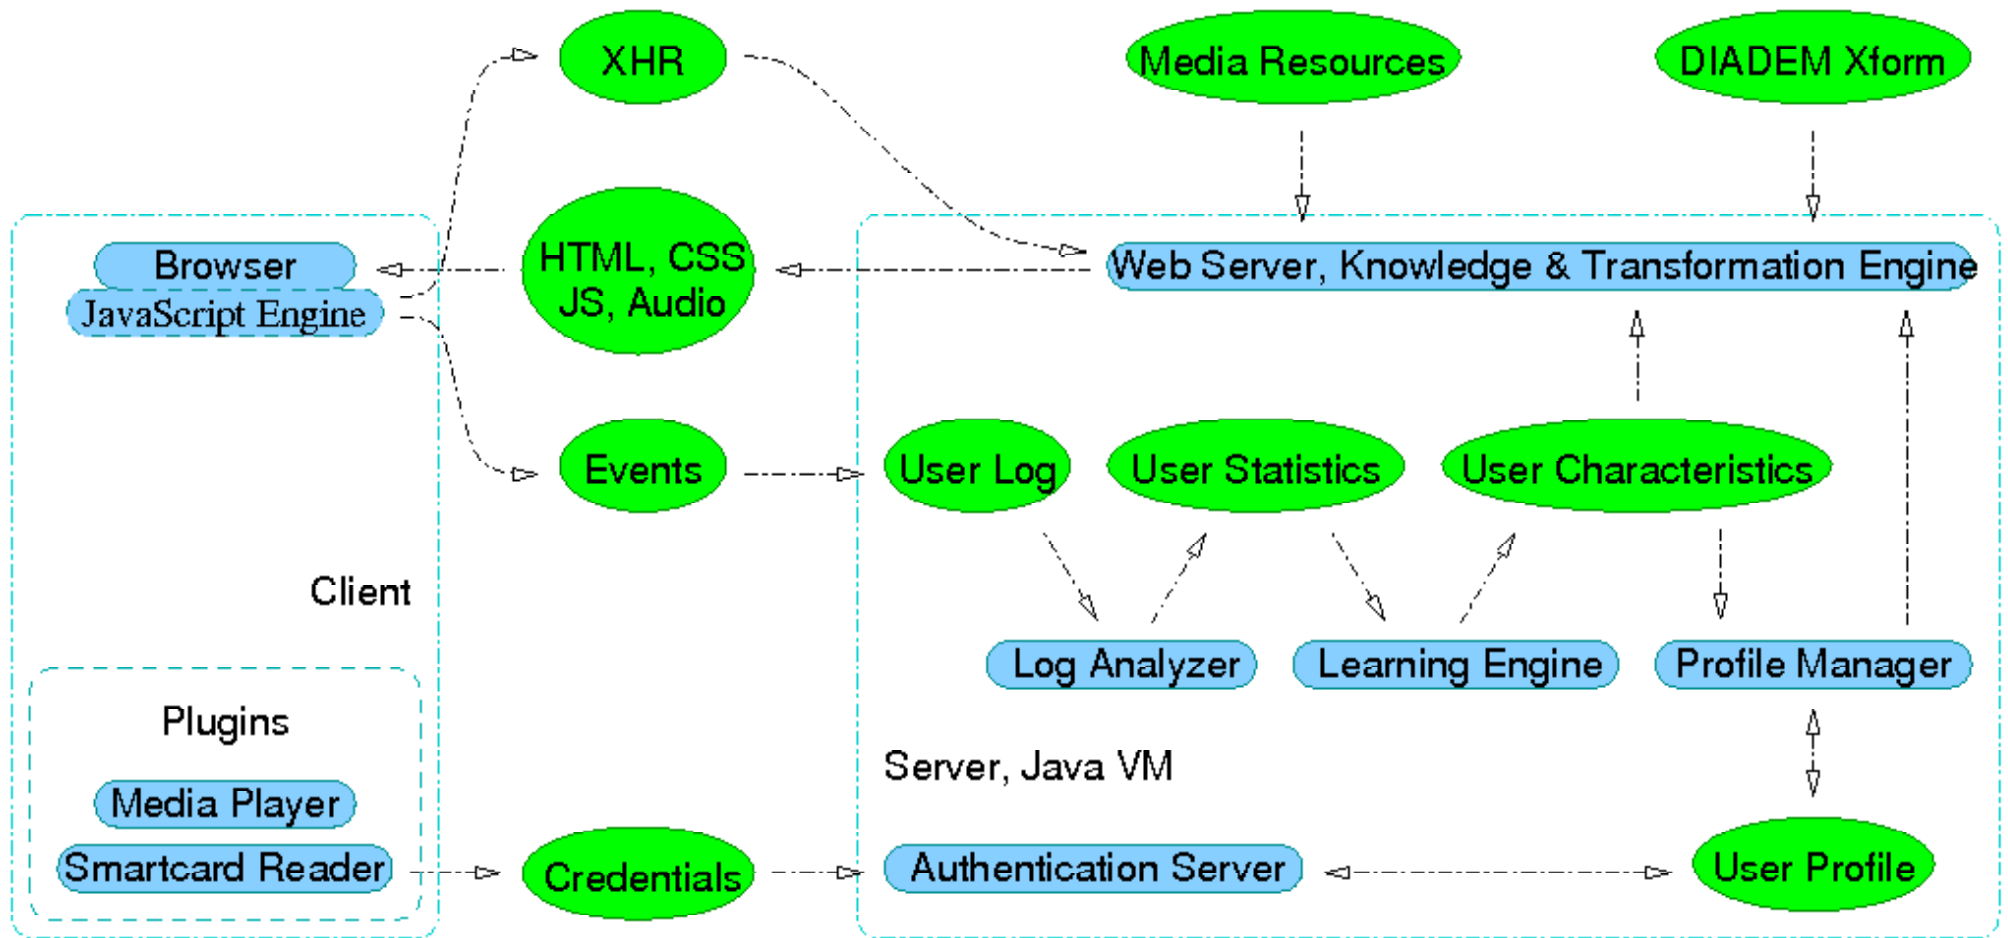 XHR
Media Resources
DIADEM Xform
Browser
JavaScript Engine
HTML, CSS
JS, Audio
Web Server, Knowledge & Transformation Engine
Events
User Log
User Statistics
User Characteristics
Client
Log Analyzer
Learning Engine
Profile Manager
Plugins
Server, Java VM
Media Player
Smartcard Reader
Credentials
Authentication Server
User Profile